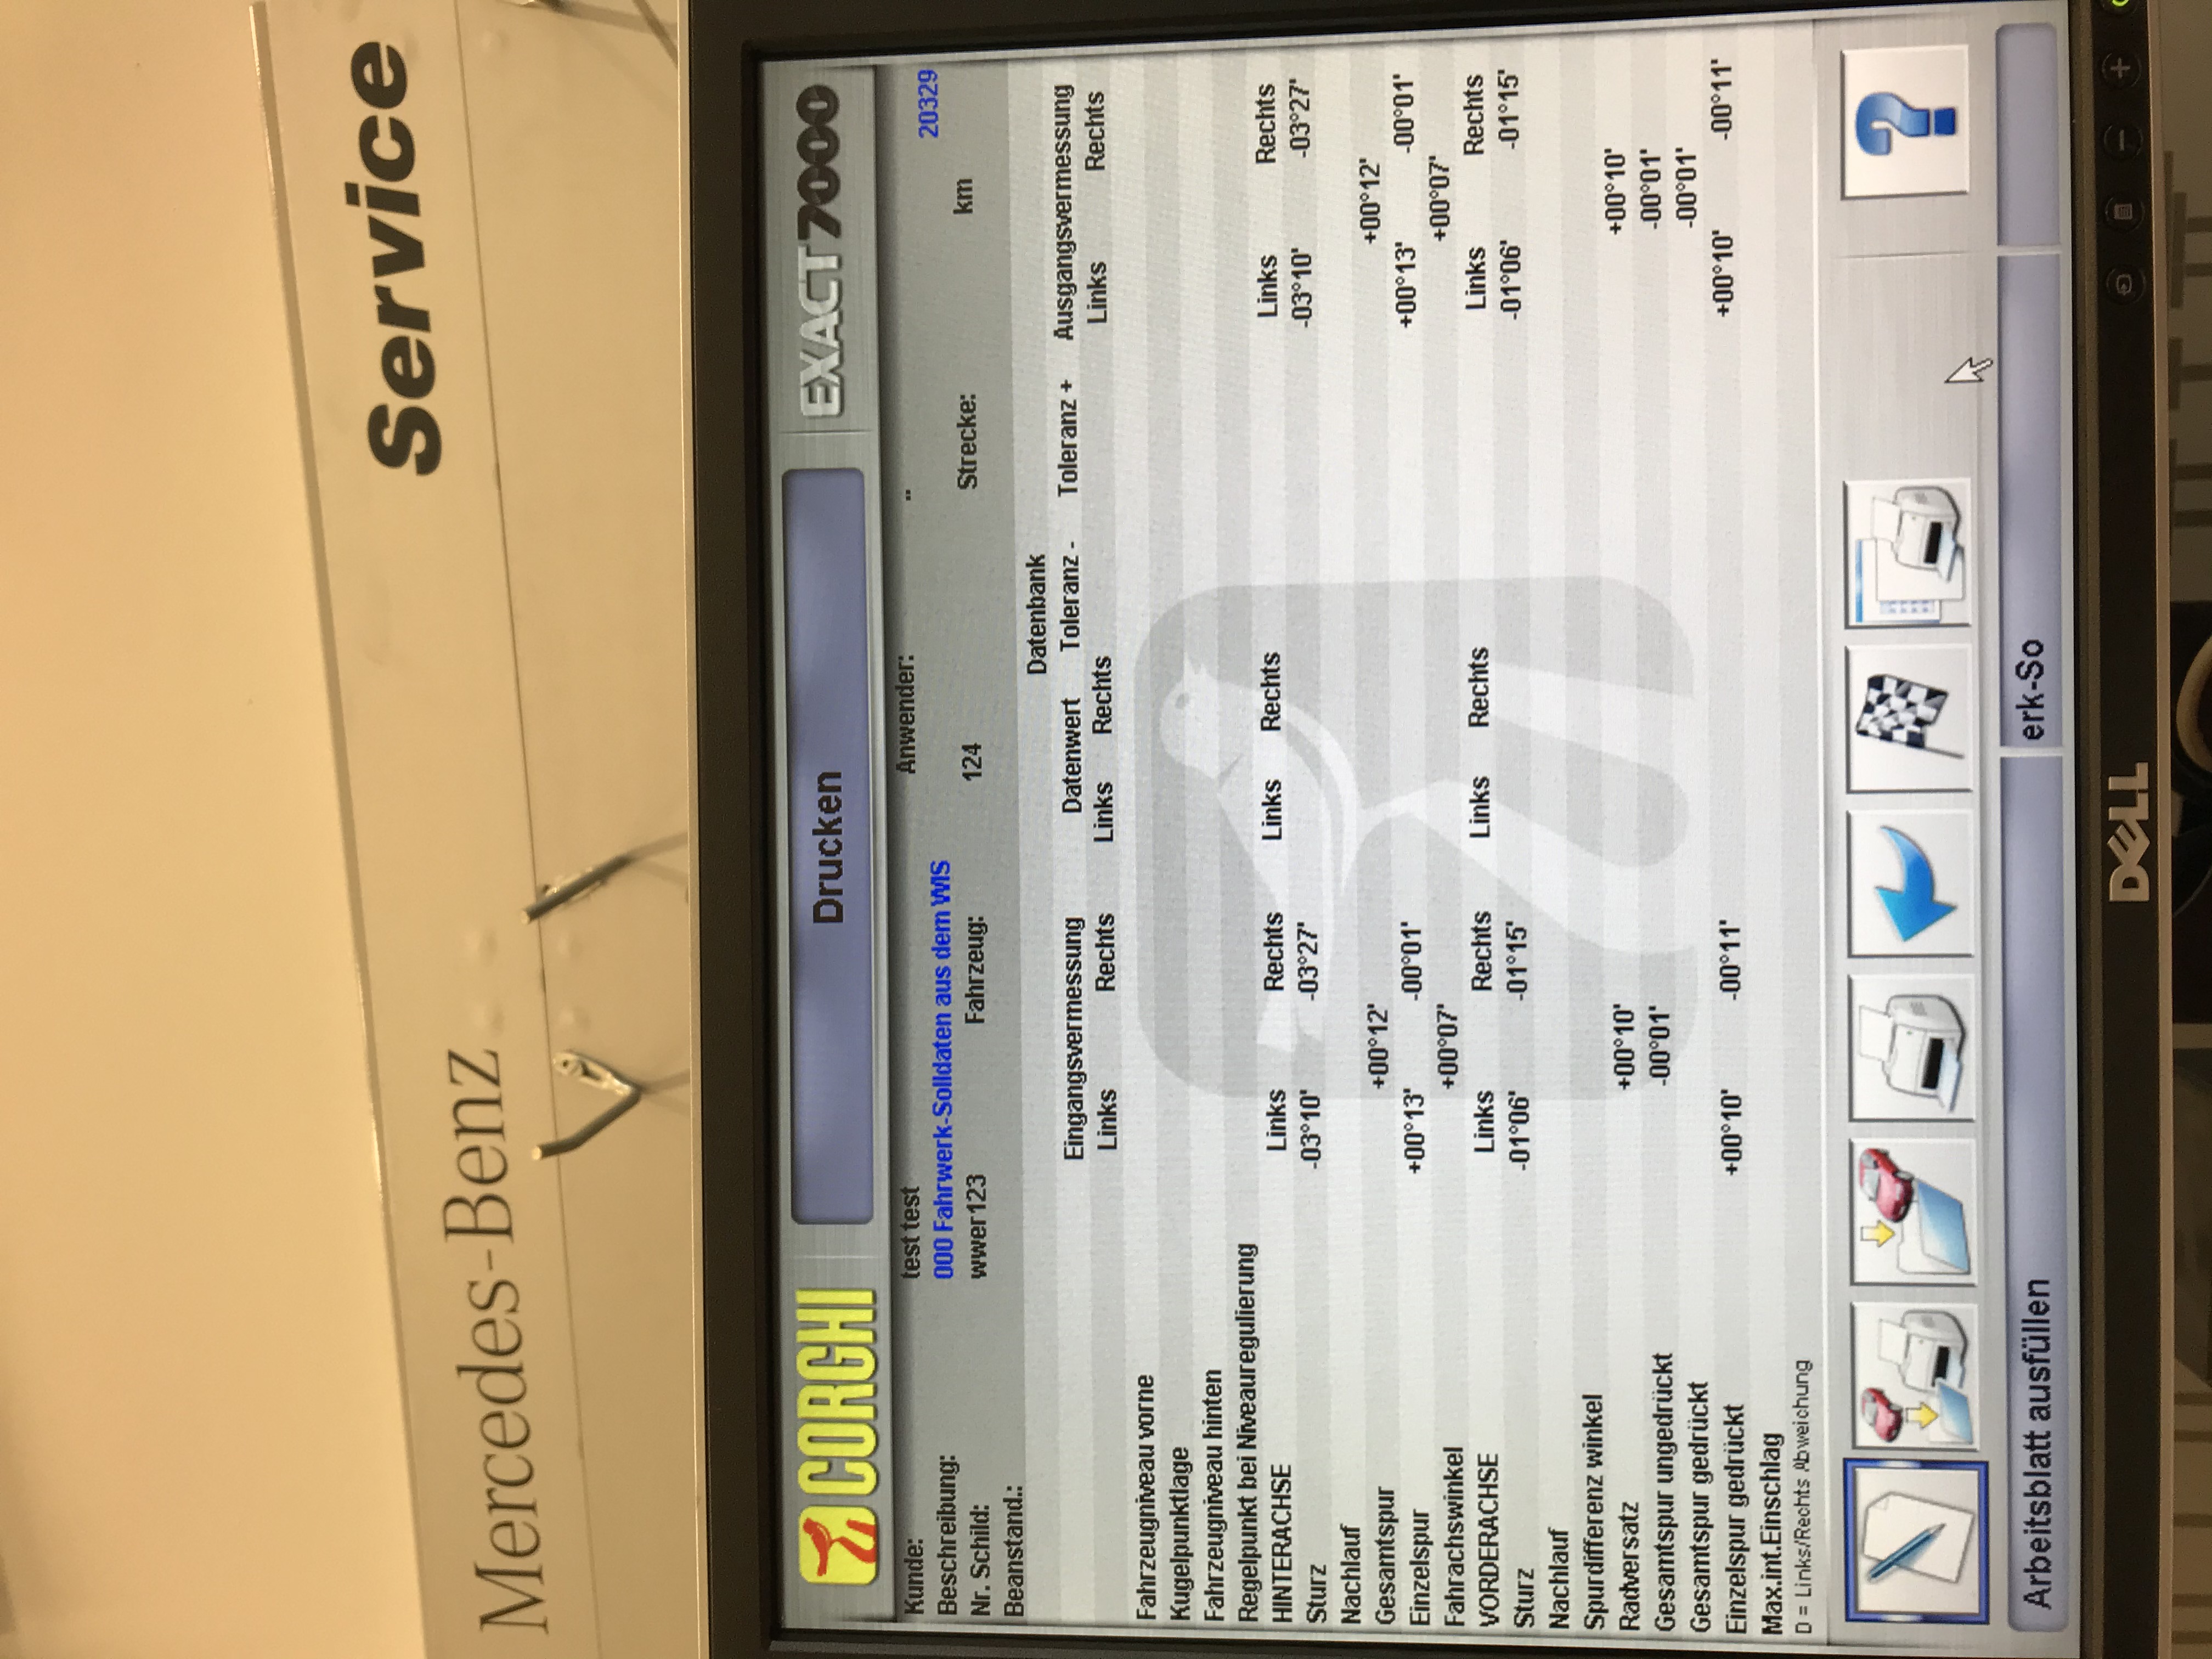 Mercedes-Benz Service
CORGHI Drucken EXACT7000
Kunde: test test Anwender: ..
Beschreibung: 000 Fahrwerk-Solldaten aus dem WIS 20329
Nr. Schild: wwer123 Fahrzeug: 124 Strecke: km
Beanstand.:
Datenbank
Eingangsvermessung Datenwert Toleranz - Toleranz + Ausgangsvermessung
Links Rechts Links Rechts Links Rechts
Fahrzeugniveau vorne
Kugelpunktlage
Fahrzeugniveau hinten
Regelpunkt bei Niveauregulierung
HINTERACHSE Links Rechts Links Rechts Links Rechts
Sturz -03°10' -03°27' -03°10' -03°27'
Nachlauf
Gesamtspur +00°12' +00°12'
Einzelspur +00°13' -00°01' +00°13' -00°01'
Fahrachswinkel +00°07' +00°07'
VORDERACHSE Links Rechts Links Rechts Links Rechts
Sturz -01°06' -01°15' -01°06' -01°15'
Nachlauf
Spurdifferenz winkel
Radversatz +00°10' +00°10'
Gesamtspur ungedrückt -00°01' -00°01'
Gesamtspur gedrückt -00°01'
Einzelspur gedrückt +00°10' -00°11' +00°10' -00°11'
Max.int.Einschlag
D = Links/Rechts Abweichung
?
Arbeitsblatt ausfüllen erk-So
DELL